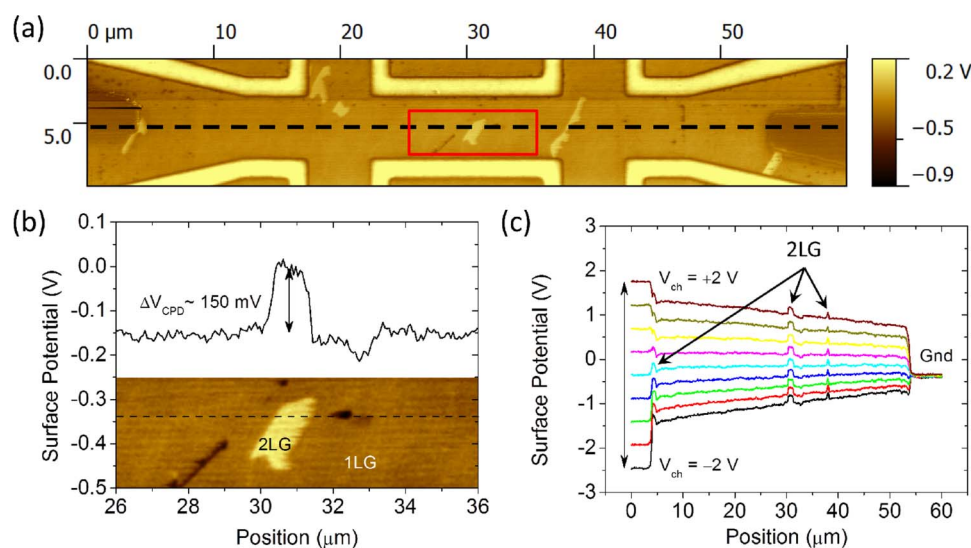 (a)
0 μm 10 20 30 40 50
0.0
5.0
0.2 V
−0.5
−0.9
(b)
0.1
0.0
-0.1
-0.2
-0.3
-0.4
-0.5
Surface Potential (V)
ΔV_CPD~ 150 mV
2LG
1LG
26 28 30 32 34 36
Position (μm)
(c)
3
2
1
0
-1
-2
-3
Surface Potential (V)
2LG
V_ch = +2 V
Gnd
V_ch = −2 V
0 10 20 30 40 50 60
Position (μm)